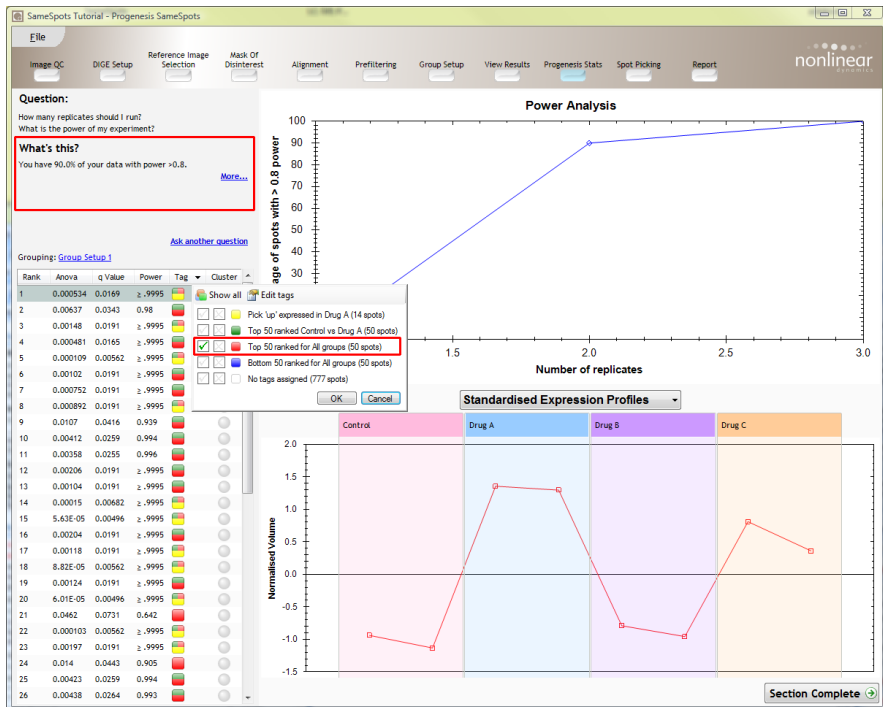 SameSpots Tutorial - Progenesis SameSpots
File
Image QC
DIGE Setup
Reference Image
Selection
Mask Of
Disinterest
Alignment
Prefiltering
Group Setup
View Results
Progenesis Stats
Spot Picking
Report
nonlinear
dynamics
Question:
How many replicates should I run?
What is the power of my experiment?
What's this?
You have 90.0% of your data with power >0.8.
More...
Ask another question
Grouping: Group Setup 1
Rank Anova q Value Power Tag Cluster
1 0.000534 0.0169 ≥ .9995
2 0.00637 0.0343 0.98
3 0.00148 0.0191 ≥ .9995
4 0.000481 0.0165 ≥ .9995
5 0.000109 0.00562 ≥ .9995
6 0.00102 0.0191 ≥ .9995
7 0.000752 0.0191 ≥ .9995
8 0.000892 0.0191 ≥ .9995
9 0.0107 0.0416 0.939
10 0.00412 0.0259 0.994
11 0.00358 0.0255 0.996
12 0.00206 0.0191 ≥ .9995
13 0.00104 0.0191 ≥ .9995
14 0.00015 0.00682 ≥ .9995
15 5.63E-05 0.00496 ≥ .9995
16 0.00204 0.0191 ≥ .9995
17 0.00118 0.0191 ≥ .9995
18 8.82E-05 0.00562 ≥ .9995
19 0.00124 0.0191 ≥ .9995
20 6.01E-05 0.00496 ≥ .9995
21 0.0462 0.0731 0.642
22 0.000103 0.00562 ≥ .9995
23 0.00197 0.0191 ≥ .9995
24 0.014 0.0443 0.905
25 0.00423 0.0259 0.994
26 0.00438 0.0264 0.993
Show all Edit tags
Pick 'up' expressed in Drug A (14 spots)
Top 50 ranked Control vs Drug A (50 spots)
Top 50 ranked for All groups (50 spots)
Bottom 50 ranked for All groups (50 spots)
No tags assigned (777 spots)
OK Cancel
Power Analysis
age of spots with > 0.8 power
100
90
80
70
60
50
40
30
1.5 2.0 2.5 3.0
Number of replicates
Standardised Expression Profiles
Control Drug A Drug B Drug C
Normalised Volume
2.0
1.5
1.0
0.5
0.0
-0.5
-1.0
-1.5
Section Complete